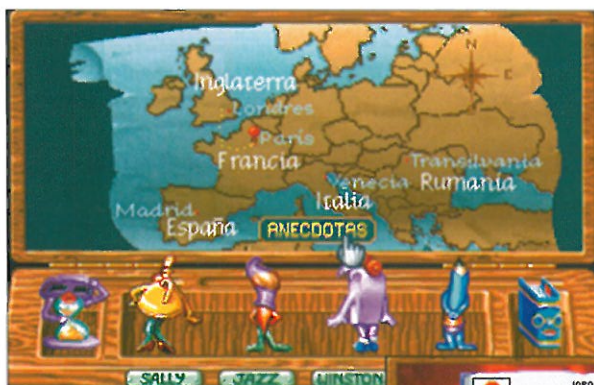 N
E
Inglaterra
Londres
París
Francia
Transilvania
Venecia Rumanía
Italia
Madrid
España
ANECDOTAS
SALLY JAZZ WINSTON